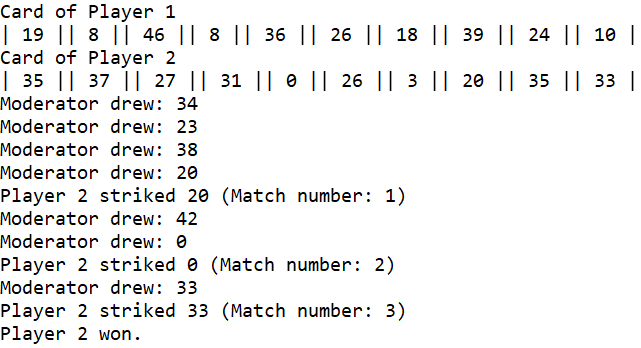 Card of Player 1
| 19 || 8 || 46 || 8 || 36 || 26 || 18 || 39 || 24 || 10 |
Card of Player 2
| 35 || 37 || 27 || 31 || 0 || 26 || 3 || 20 || 35 || 33 |
Moderator drew: 34
Moderator drew: 23
Moderator drew: 38
Moderator drew: 20
Player 2 striked 20 (Match number: 1)
Moderator drew: 42
Moderator drew: 0
Player 2 striked 0 (Match number: 2)
Moderator drew: 33
Player 2 striked 33 (Match number: 3)
Player 2 won.